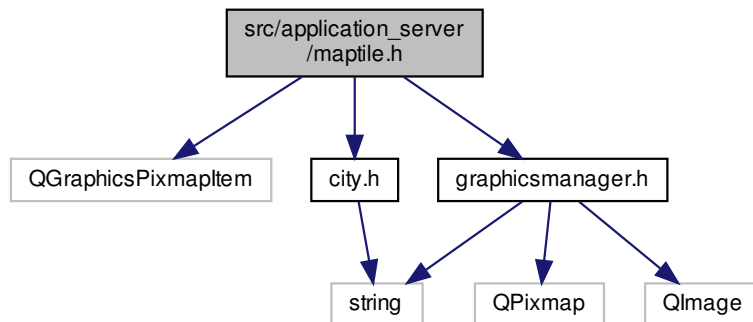 src/application_server
/maptile.h
QGraphicsPixmapItem
city.h
graphicsmanager.h
string
QPixmap
QImage